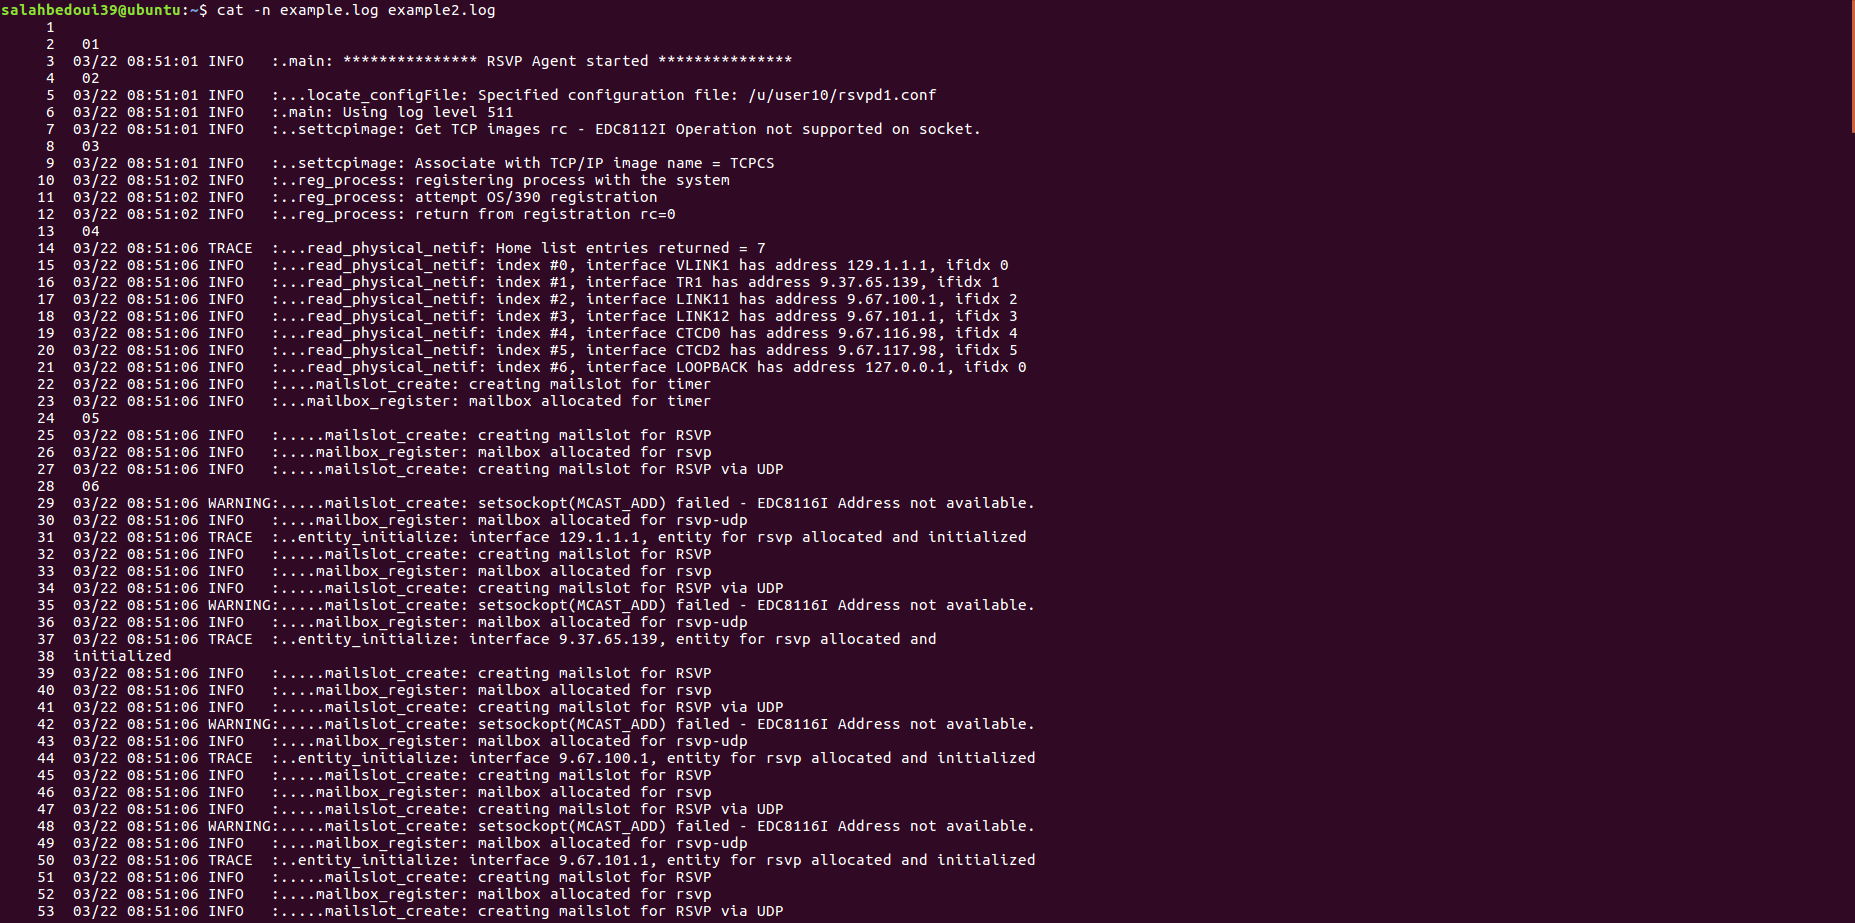 salahbedoui39@ubuntu:~$ cat -n example.log example2.log
     1
     2   01
     3  03/22 08:51:01 INFO   :.main: *************** RSVP Agent started ***************
     4   02
     5  03/22 08:51:01 INFO   :...locate_configFile: Specified configuration file: /u/user10/rsvpd1.conf
     6  03/22 08:51:01 INFO   :.main: Using log level 511
     7  03/22 08:51:01 INFO   :..settcpimage: Get TCP images rc - EDC8112I Operation not supported on socket.
     8   03
     9  03/22 08:51:01 INFO   :..settcpimage: Associate with TCP/IP image name = TCPCS
    10  03/22 08:51:02 INFO   :..reg_process: registering process with the system
    11  03/22 08:51:02 INFO   :..reg_process: attempt OS/390 registration
    12  03/22 08:51:02 INFO   :..reg_process: return from registration rc=0
    13   04
    14  03/22 08:51:06 TRACE  :...read_physical_netif: Home list entries returned = 7
    15  03/22 08:51:06 INFO   :...read_physical_netif: index #0, interface VLINK1 has address 129.1.1.1, ifidx 0
    16  03/22 08:51:06 INFO   :...read_physical_netif: index #1, interface TR1 has address 9.37.65.139, ifidx 1
    17  03/22 08:51:06 INFO   :...read_physical_netif: index #2, interface LINK11 has address 9.67.100.1, ifidx 2
    18  03/22 08:51:06 INFO   :...read_physical_netif: index #3, interface LINK12 has address 9.67.101.1, ifidx 3
    19  03/22 08:51:06 INFO   :...read_physical_netif: index #4, interface CTCD0 has address 9.67.116.98, ifidx 4
    20  03/22 08:51:06 INFO   :...read_physical_netif: index #5, interface CTCD2 has address 9.67.117.98, ifidx 5
    21  03/22 08:51:06 INFO   :...read_physical_netif: index #6, interface LOOPBACK has address 127.0.0.1, ifidx 0
    22  03/22 08:51:06 INFO   :....mailslot_create: creating mailslot for timer
    23  03/22 08:51:06 INFO   :...mailbox_register: mailbox allocated for timer
    24   05
    25  03/22 08:51:06 INFO   :.....mailslot_create: creating mailslot for RSVP
    26  03/22 08:51:06 INFO   :....mailbox_register: mailbox allocated for rsvp
    27  03/22 08:51:06 INFO   :.....mailslot_create: creating mailslot for RSVP via UDP
    28   06
    29  03/22 08:51:06 WARNING:.....mailslot_create: setsockopt(MCAST_ADD) failed - EDC8116I Address not available.
    30  03/22 08:51:06 INFO   :....mailbox_register: mailbox allocated for rsvp-udp
    31  03/22 08:51:06 TRACE  :..entity_initialize: interface 129.1.1.1, entity for rsvp allocated and initialized
    32  03/22 08:51:06 INFO   :.....mailslot_create: creating mailslot for RSVP
    33  03/22 08:51:06 INFO   :....mailbox_register: mailbox allocated for rsvp
    34  03/22 08:51:06 INFO   :.....mailslot_create: creating mailslot for RSVP via UDP
    35  03/22 08:51:06 WARNING:.....mailslot_create: setsockopt(MCAST_ADD) failed - EDC8116I Address not available.
    36  03/22 08:51:06 INFO   :....mailbox_register: mailbox allocated for rsvp-udp
    37  03/22 08:51:06 TRACE  :..entity_initialize: interface 9.37.65.139, entity for rsvp allocated and
    38  initialized
    39  03/22 08:51:06 INFO   :.....mailslot_create: creating mailslot for RSVP
    40  03/22 08:51:06 INFO   :....mailbox_register: mailbox allocated for rsvp
    41  03/22 08:51:06 INFO   :.....mailslot_create: creating mailslot for RSVP via UDP
    42  03/22 08:51:06 WARNING:.....mailslot_create: setsockopt(MCAST_ADD) failed - EDC8116I Address not available.
    43  03/22 08:51:06 INFO   :....mailbox_register: mailbox allocated for rsvp-udp
    44  03/22 08:51:06 TRACE  :..entity_initialize: interface 9.67.100.1, entity for rsvp allocated and initialized
    45  03/22 08:51:06 INFO   :.....mailslot_create: creating mailslot for RSVP
    46  03/22 08:51:06 INFO   :....mailbox_register: mailbox allocated for rsvp
    47  03/22 08:51:06 INFO   :.....mailslot_create: creating mailslot for RSVP via UDP
    48  03/22 08:51:06 WARNING:.....mailslot_create: setsockopt(MCAST_ADD) failed - EDC8116I Address not available.
    49  03/22 08:51:06 INFO   :....mailbox_register: mailbox allocated for rsvp-udp
    50  03/22 08:51:06 TRACE  :..entity_initialize: interface 9.67.101.1, entity for rsvp allocated and initialized
    51  03/22 08:51:06 INFO   :.....mailslot_create: creating mailslot for RSVP
    52  03/22 08:51:06 INFO   :....mailbox_register: mailbox allocated for rsvp
    53  03/22 08:51:06 INFO   :.....mailslot_create: creating mailslot for RSVP via UDP